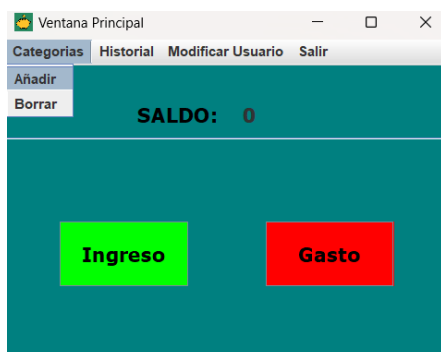 Ventana Principal
Categorias Historial Modificar Usuario Salir
Añadir
Borrar
SALDO: 0
Ingreso Gasto